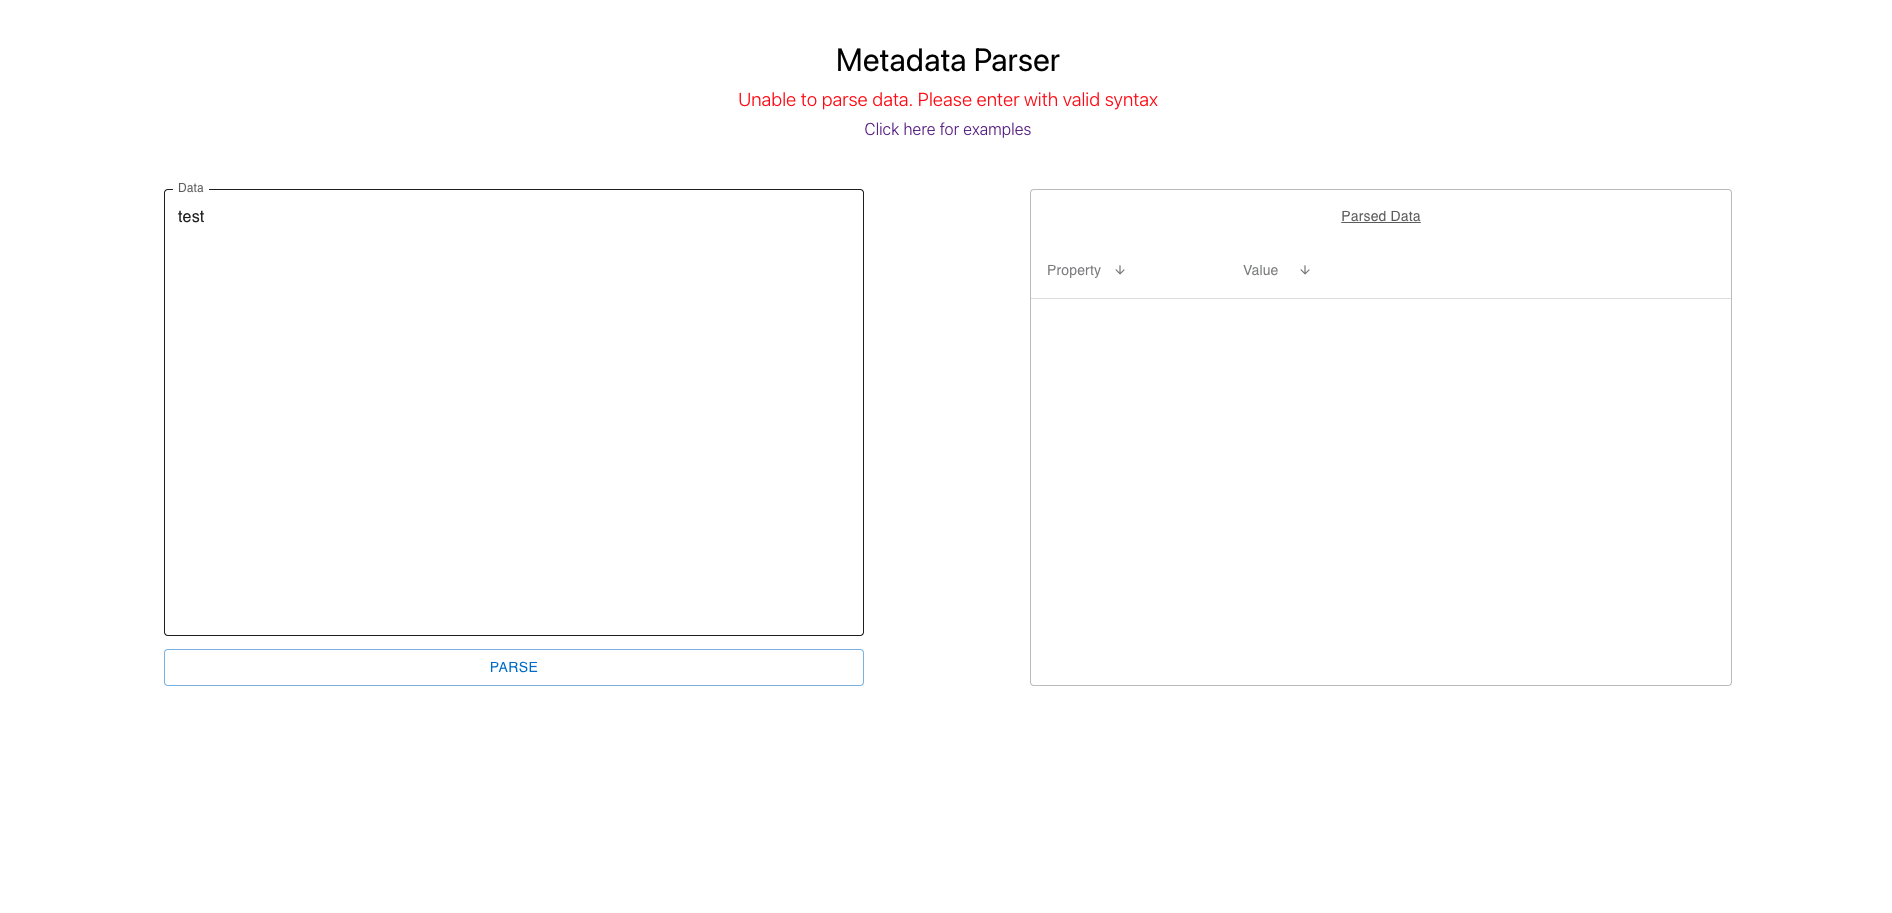 Metadata Parser
Unable to parse data. Please enter with valid syntax
Click here for examples
Data
test
PARSE
Parsed Data
Property Value